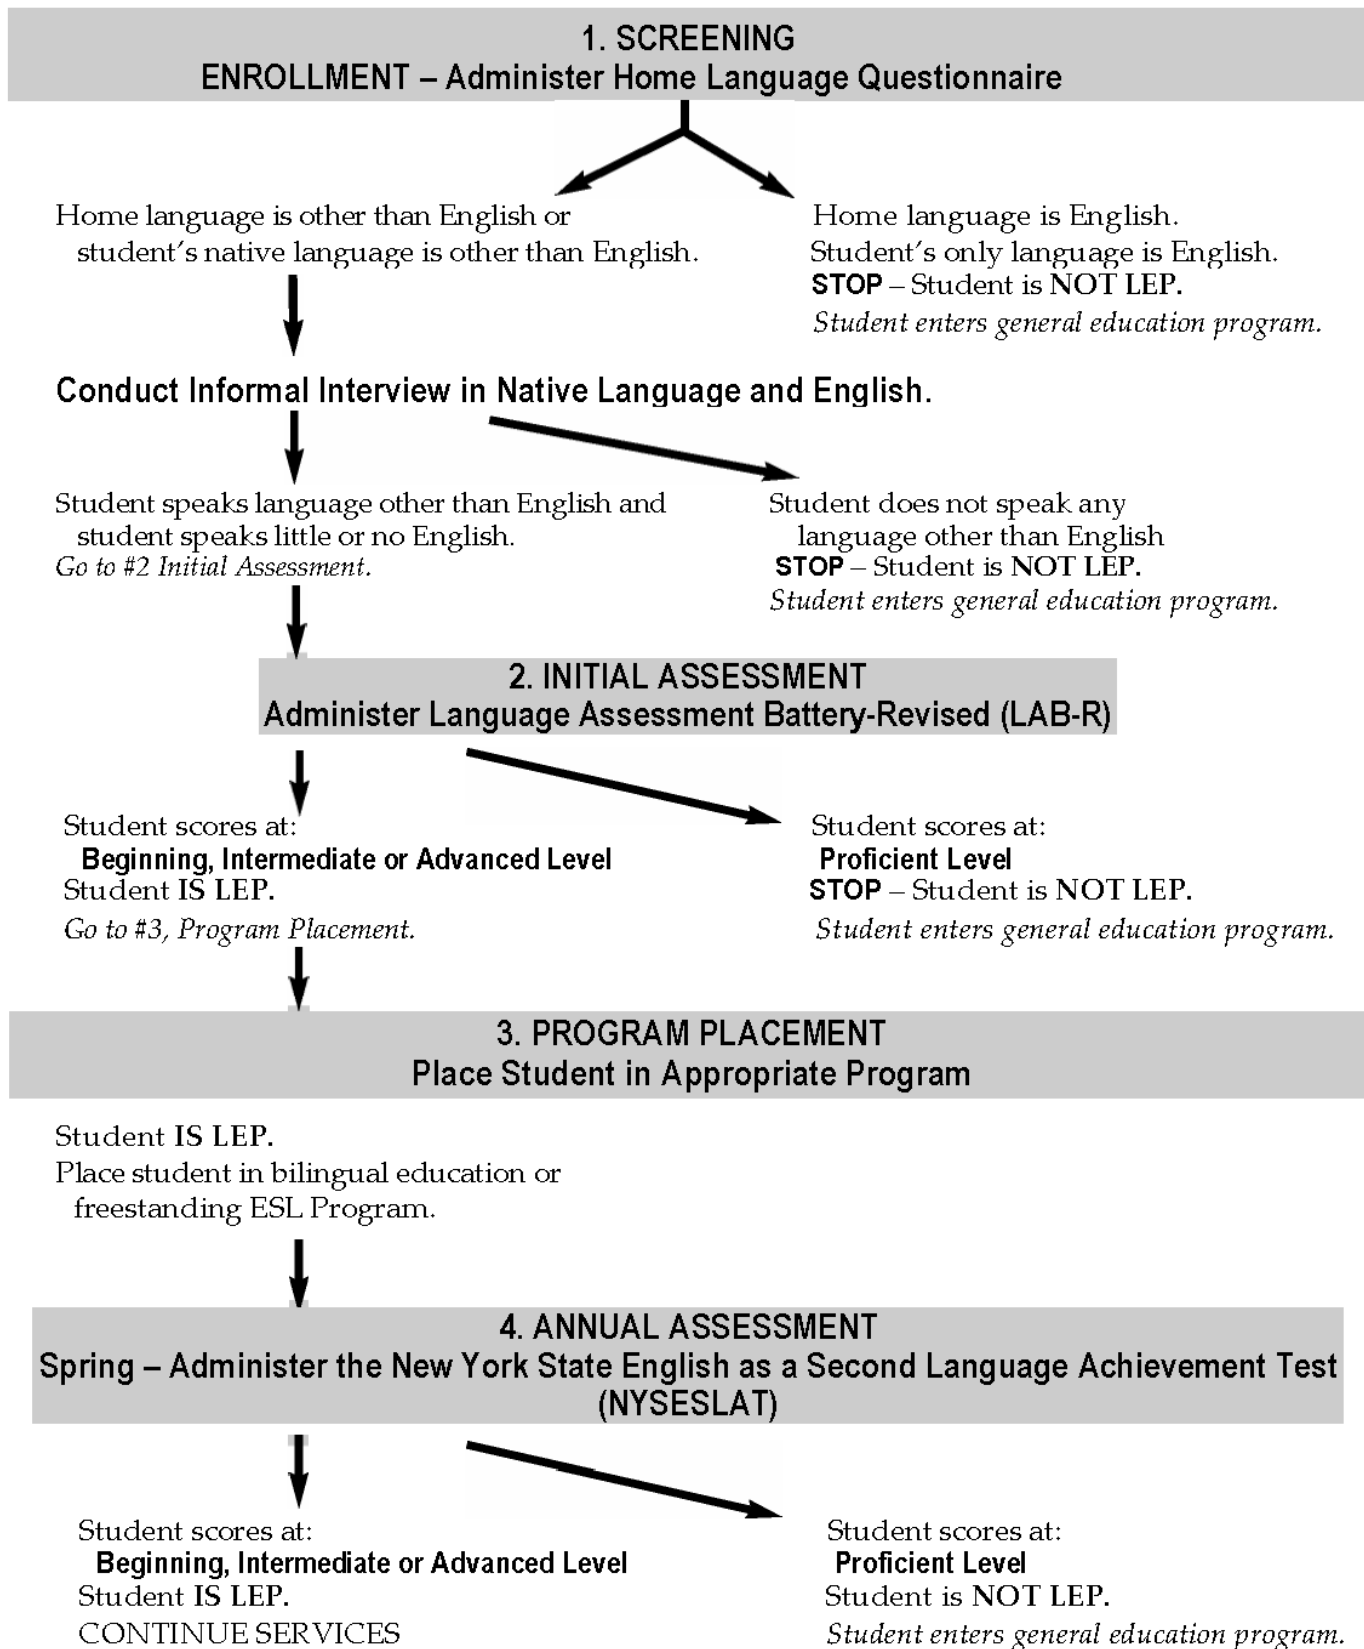 1. SCREENING
ENROLLMENT – Administer Home Language Questionnaire
Home language is other than English or
student's native language is other than English.
Home language is English.
Student's only language is English.
STOP – Student is NOT LEP.
Student enters general education program.
Conduct Informal Interview in Native Language and English.
Student speaks language other than English and
student speaks little or no English.
Go to #2 Initial Assessment.
Student does not speak any
language other than English
STOP – Student is NOT LEP.
Student enters general education program.
2. INITIAL ASSESSMENT
Administer Language Assessment Battery-Revised (LAB-R)
Student scores at:
Beginning, Intermediate or Advanced Level
Student IS LEP.
Go to #3, Program Placement.
Student scores at:
Proficient Level
STOP – Student is NOT LEP.
Student enters general education program.
3. PROGRAM PLACEMENT
Place Student in Appropriate Program
Student IS LEP.
Place student in bilingual education or
freestanding ESL Program.
4. ANNUAL ASSESSMENT
Spring – Administer the New York State English as a Second Language Achievement Test
(NYSESLAT)
Student scores at:
Beginning, Intermediate or Advanced Level
Student IS LEP.
CONTINUE SERVICES
Student scores at:
Proficient Level
Student is NOT LEP.
Student enters general education program.